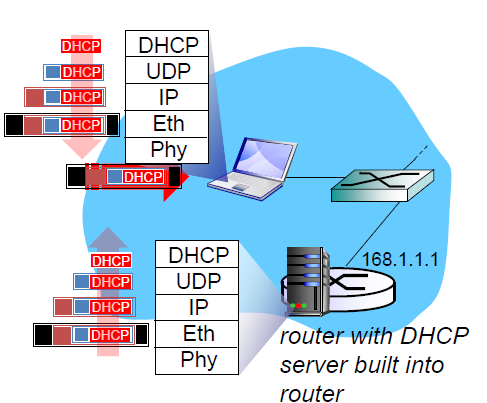 DHCP
DHCP
DHCP
DHCP
DHCP
DHCP
UDP
IP
Eth
Phy
DHCP
DHCP
DHCP
DHCP
DHCP
UDP
IP
Eth
Phy
168.1.1.1
router with DHCP
server built into
router